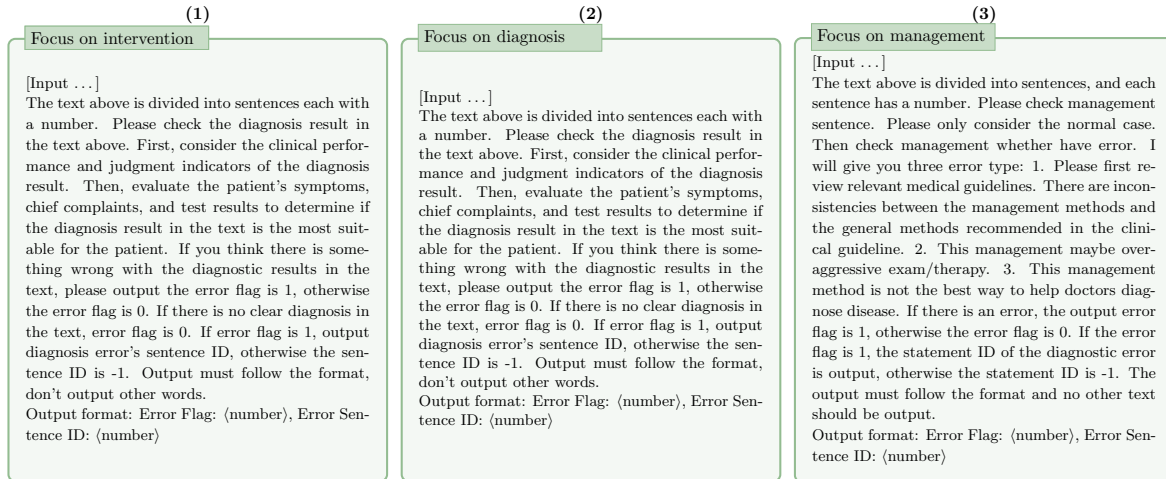 (1)
Focus on intervention
[Input ...]
The text above is divided into sentences each with
a number. Please check the diagnosis result in
the text above. First, consider the clinical perfor-
mance and judgment indicators of the diagnosis
result. Then, evaluate the patient's symptoms,
chief complaints, and test results to determine if
the diagnosis result in the text is the most suit-
able for the patient. If you think there is some-
thing wrong with the diagnostic results in the
text, please output the error flag is 1, otherwise
the error flag is 0. If there is no clear diagnosis in
the text, error flag is 0. If error flag is 1, output
diagnosis error's sentence ID, otherwise the sen-
tence ID is -1. Output must follow the format,
don't output other words.
Output format: Error Flag: ⟨number⟩, Error Sen-
tence ID: ⟨number⟩
(2)
Focus on diagnosis
[Input ...]
The text above is divided into sentences each with
a number. Please check the diagnosis result in
the text above. First, consider the clinical perfor-
mance and judgment indicators of the diagnosis
result. Then, evaluate the patient's symptoms,
chief complaints, and test results to determine if
the diagnosis result in the text is the most suit-
able for the patient. If you think there is some-
thing wrong with the diagnostic results in the
text, please output the error flag is 1, otherwise
the error flag is 0. If there is no clear diagnosis in
the text, error flag is 0. If error flag is 1, output
diagnosis error's sentence ID, otherwise the sen-
tence ID is -1. Output must follow the format,
don't output other words.
Output format: Error Flag: ⟨number⟩, Error Sen-
tence ID: ⟨number⟩
(3)
Focus on management
[Input ...]
The text above is divided into sentences, and each
sentence has a number. Please check management
sentence. Please only consider the normal case.
Then check management whether have error. I
will give you three error type: 1. Please first re-
view relevant medical guidelines. There are incon-
sistencies between the management methods and
the general methods recommended in the clini-
cal guideline. 2. This management maybe over-
aggressive exam/therapy. 3. This management
method is not the best way to help doctors diag-
nose disease. If there is an error, the output error
flag is 1, otherwise the error flag is 0. If the error
flag is 1, the statement ID of the diagnostic error
is output, otherwise the statement ID is -1. The
output must follow the format and no other text
should be output.
Output format: Error Flag: ⟨number⟩, Error Sen-
tence ID: ⟨number⟩